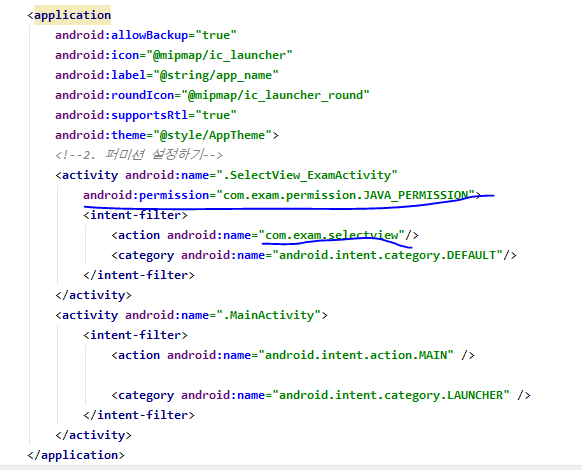 <application
android:allowBackup="true"
android:icon="@mipmap/ic_launcher"
android:label="@string/app_name"
android:roundIcon="@mipmap/ic_launcher_round"
android:supportsRtl="true"
android:theme="@style/AppTheme">
<!--2. 퍼미션 설정하기-->
<activity android:name=".SelectView_ExamActivity"
android:permission="com.exam.permission.JAVA_PERMISSION">
<intent-filter>
<action android:name="com.exam.selectview"/>
<category android:name="android.intent.category.DEFAULT"/>
</intent-filter>
</activity>
<activity android:name=".MainActivity">
<intent-filter>
<action android:name="android.intent.action.MAIN" />
<category android:name="android.intent.category.LAUNCHER" />
</intent-filter>
</activity>
</application>